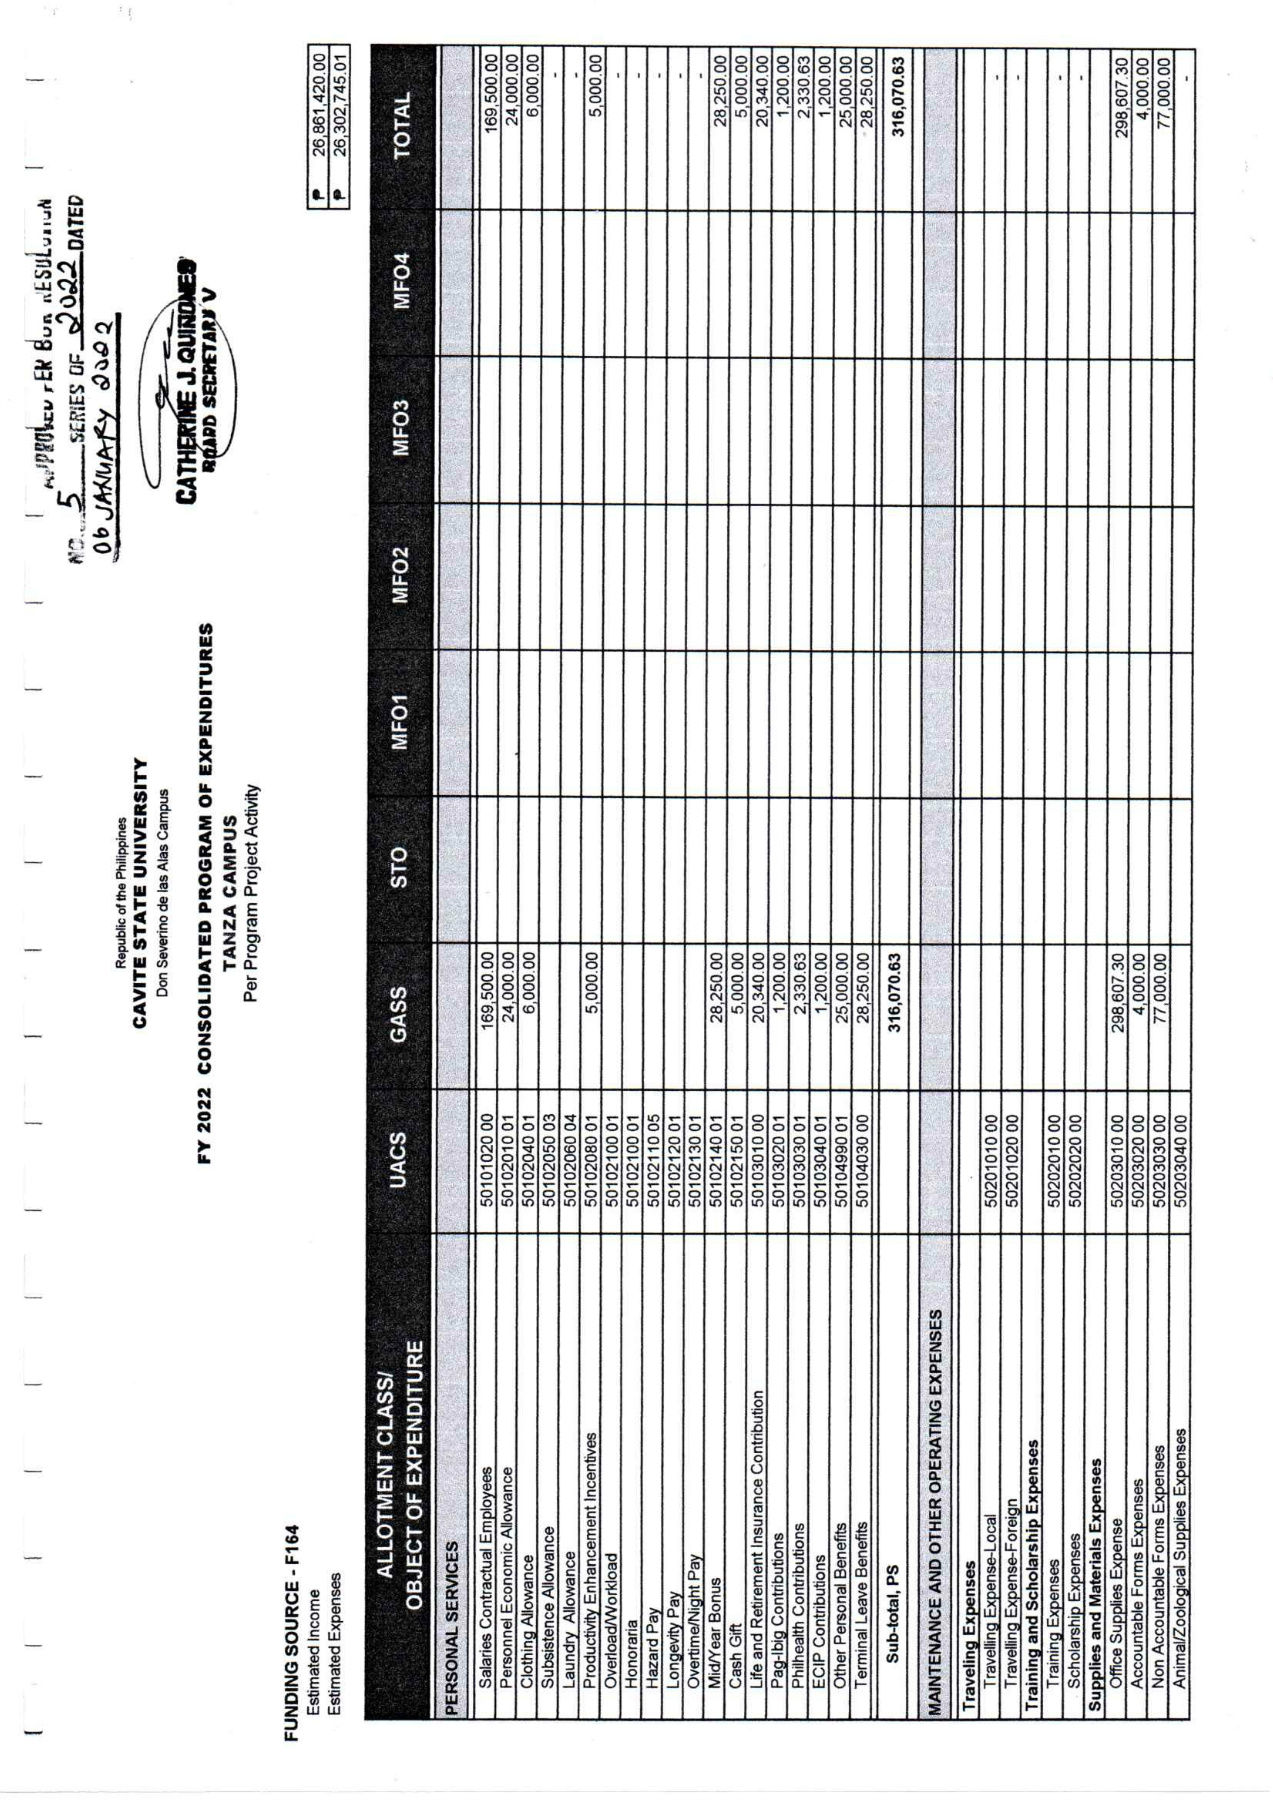 NO. 5 SERIES OF 2022 DATED
06 JANUARY 2022
CATHERINE J. QUIÑONES
BOARD SECRETARY V
Republic of the Philippines
CAVITE STATE UNIVERSITY
Don Severino de las Alas Campus
FY 2022 CONSOLIDATED PROGRAM OF EXPENDITURES
TANZA CAMPUS
Per Program Project Activity
FUNDING SOURCE - F164
Estimated Income ₱ 26,861,420.00
Estimated Expenses ₱ 26,302,745.01
ALLOTMENT CLASS/ OBJECT OF EXPENDITURE UACS GASS STO MFO1 MFO2 MFO3 MFO4 TOTAL
PERSONAL SERVICES
Salaries Contractual Employees 50101020 00 169,500.00 169,500.00
Personnel Economic Allowance 50102010 01 24,000.00 24,000.00
Clothing Allowance 50102040 01 6,000.00 6,000.00
Subsistence Allowance 50102050 03 -
Laundry Allowance 50102060 04 -
Productivity Enhancement Incentives 50102080 01 5,000.00 5,000.00
Overload/Workload 50102100 01 -
Honoraria 50102100 01 -
Hazard Pay 50102110 05 -
Longevity Pay 50102120 01 -
Overtime/Night Pay 50102130 01 -
Mid/Year Bonus 50102140 01 28,250.00 28,250.00
Cash Gift 50102150 01 5,000.00 5,000.00
Life and Retirement Insurance Contribution 50103010 00 20,340.00 20,340.00
Pag-Ibig Contributions 50103020 01 1,200.00 1,200.00
Philhealth Contributions 50103030 01 2,330.63 2,330.63
ECIP Contributions 50103040 01 1,200.00 1,200.00
Other Personal Benefits 50104990 01 25,000.00 25,000.00
Terminal Leave Benefits 50104030 00 28,250.00 28,250.00
Sub-total, PS 316,070.63 316,070.63
MAINTENANCE AND OTHER OPERATING EXPENSES
Traveling Expenses
Travelling Expense-Local 50201010 00 -
Travelling Expense-Foreign 50201020 00 -
Training and Scholarship Expenses
Training Expenses 50202010 00 -
Scholarship Expenses 50202020 00 -
Supplies and Materials Expenses
Office Supplies Expense 50203010 00 298,607.30 298,607.30
Accountable Forms Expenses 50203020 00 4,000.00 4,000.00
Non Accountable Forms Expenses 50203030 00 77,000.00 77,000.00
Animal/Zoological Supplies Expenses 50203040 00 -